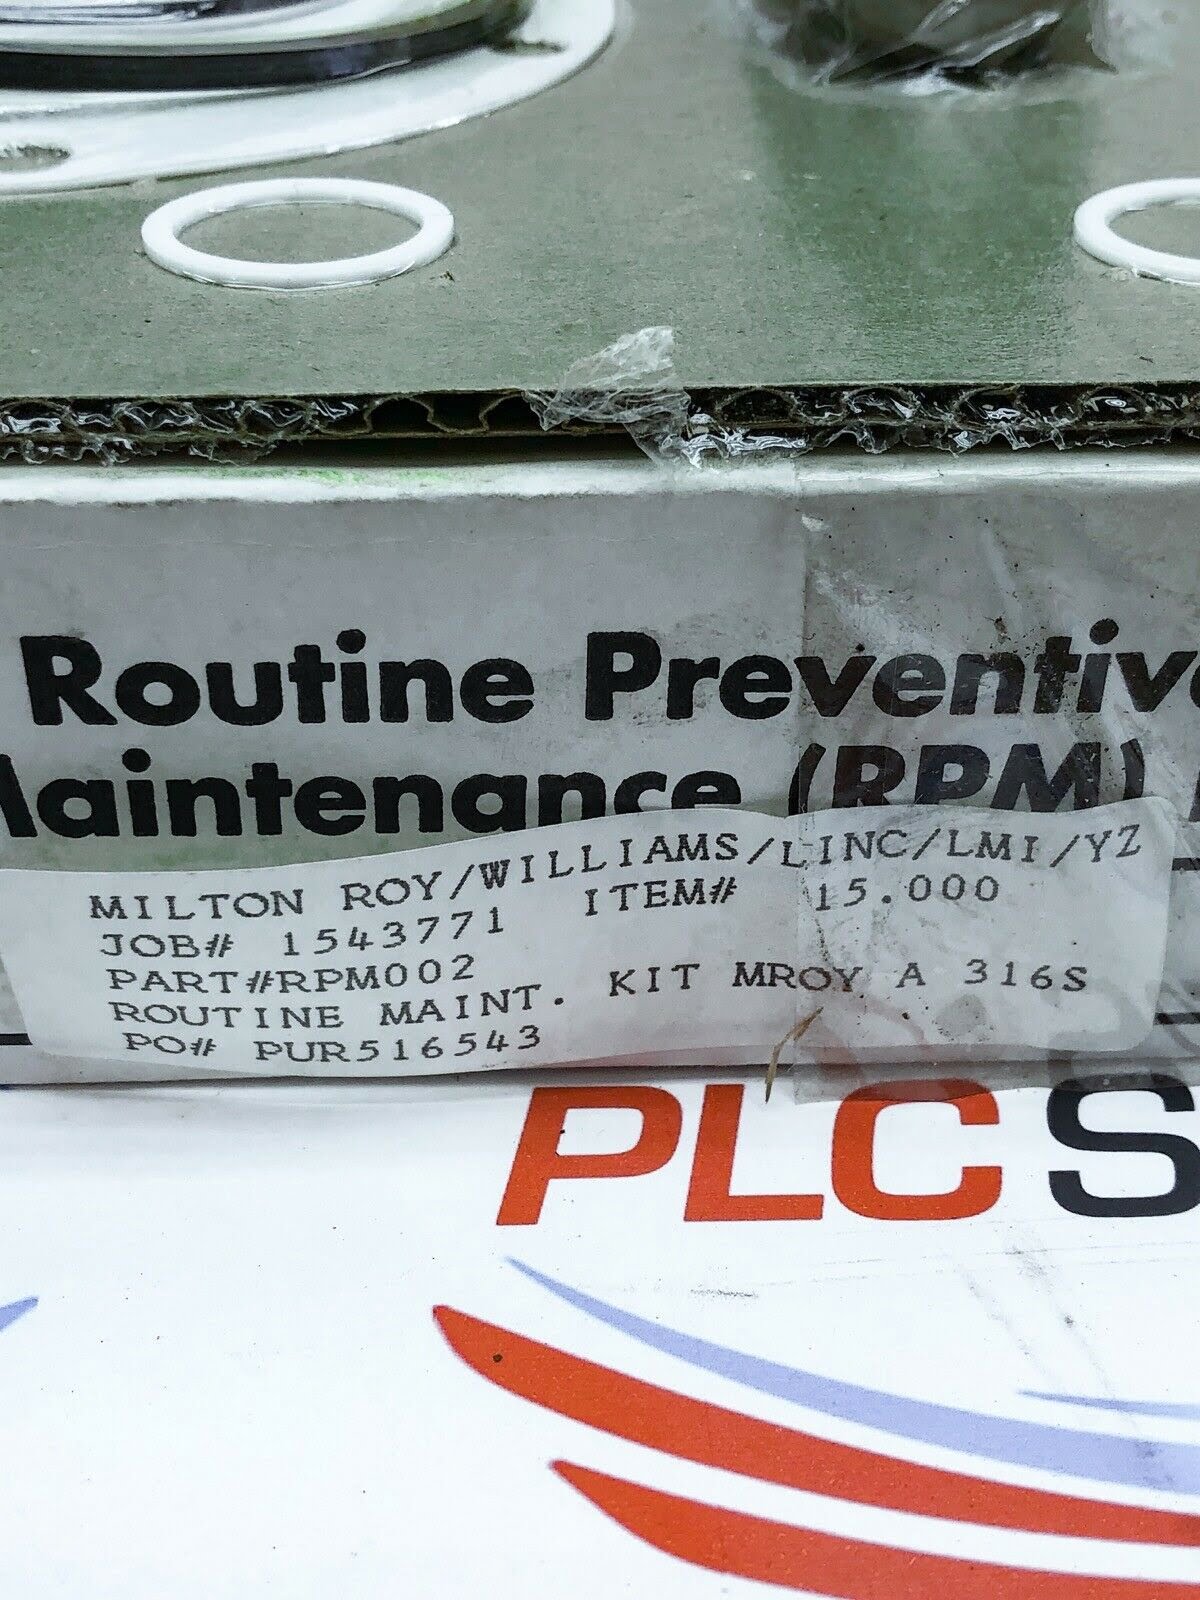 Routine Preventive
Maintenance (RPM)
MILTON ROY/WILLIAMS/LINC/LMI/YZ
JOB# 1543771 ITEM# 15.000
PART#RPM002
ROUTINE MAINT. KIT MROY A 316S
PO# PUR516543
PLC S